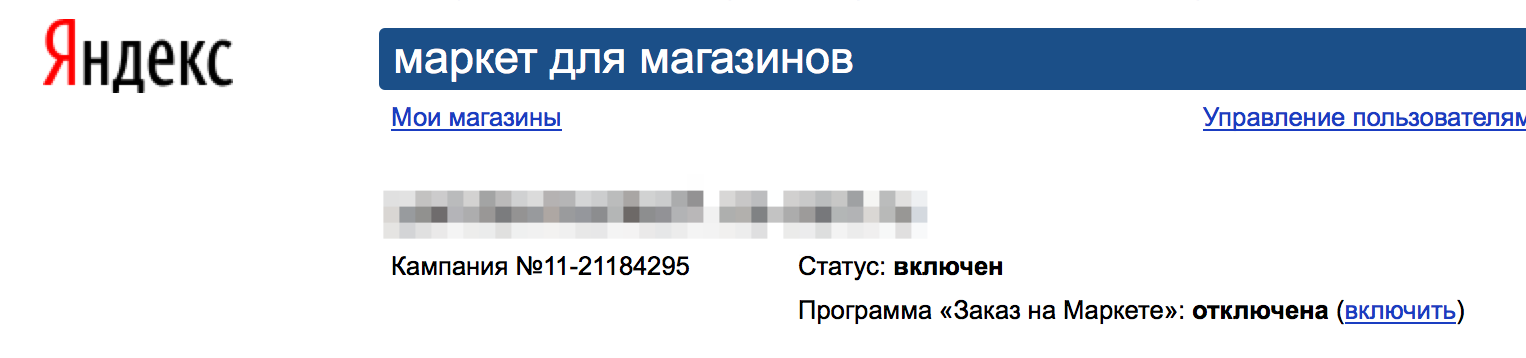 Яндекс
маркет для магазинов
Мои магазины
Управление пользователям
Кампания №11-21184295
Статус: включен
Программа «Заказ на Маркете»: отключена (включить)